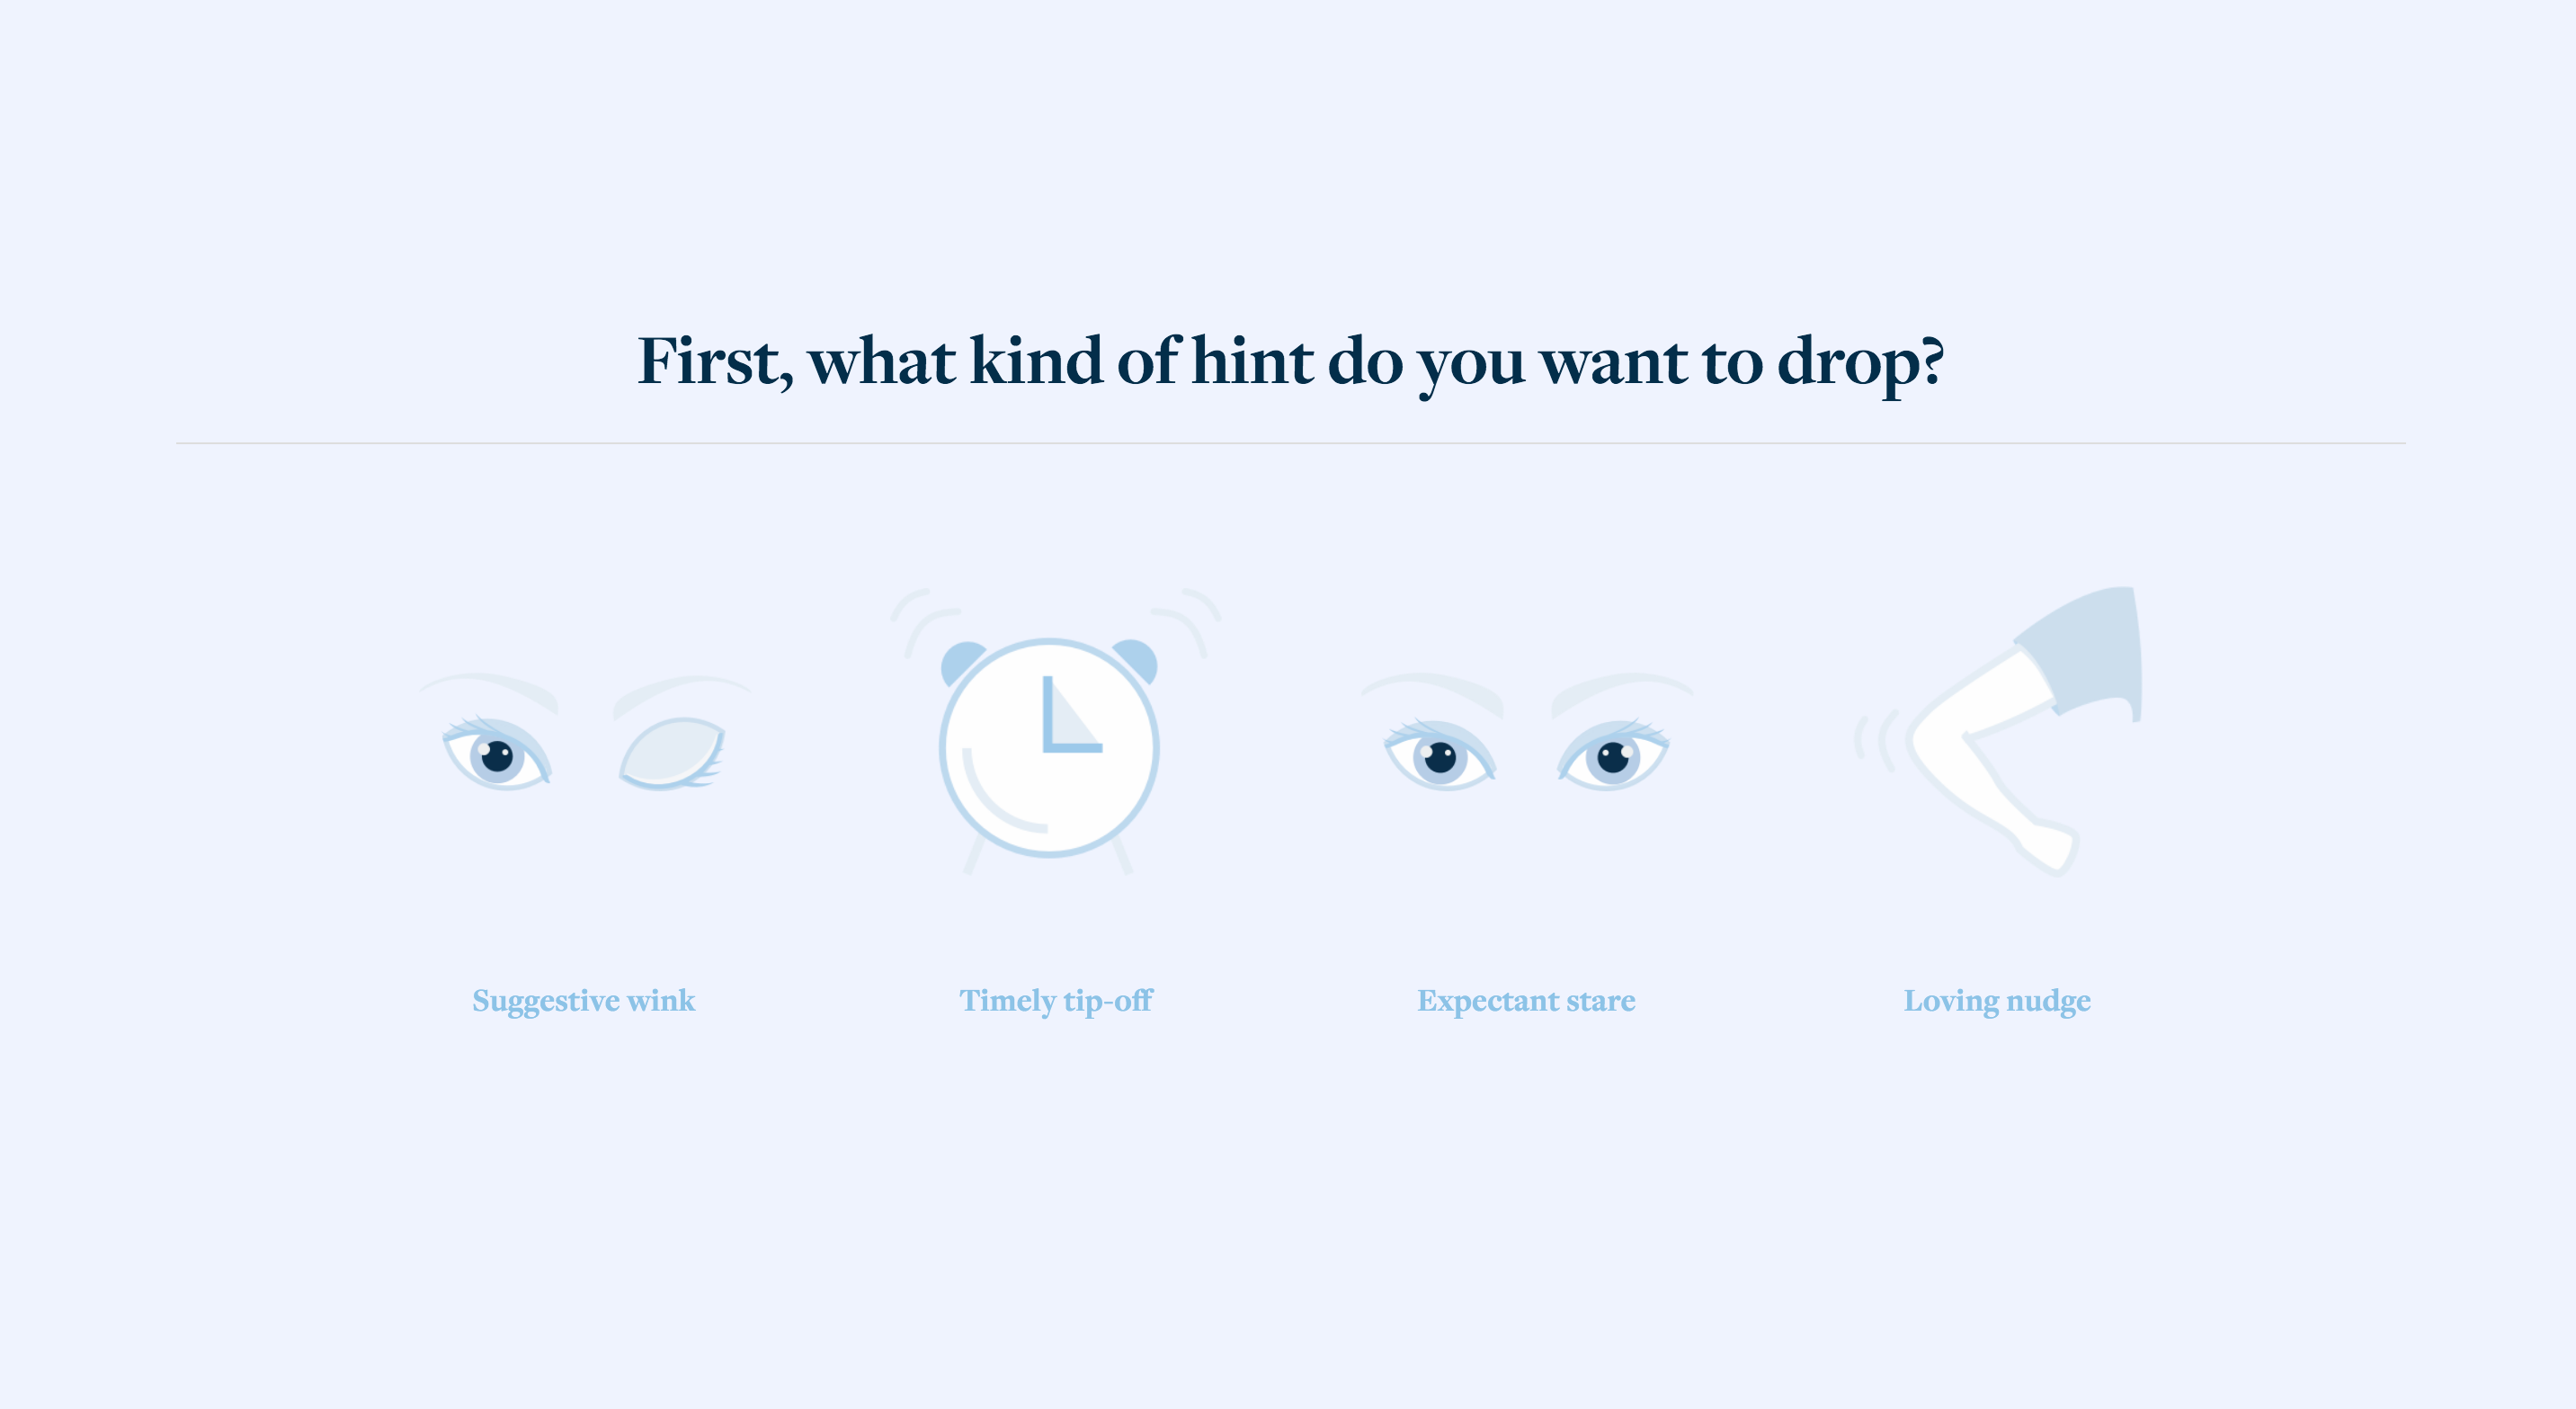 First, what kind of hint do you want to drop?
Suggestive wink
Timely tip-off
Expectant stare
Loving nudge